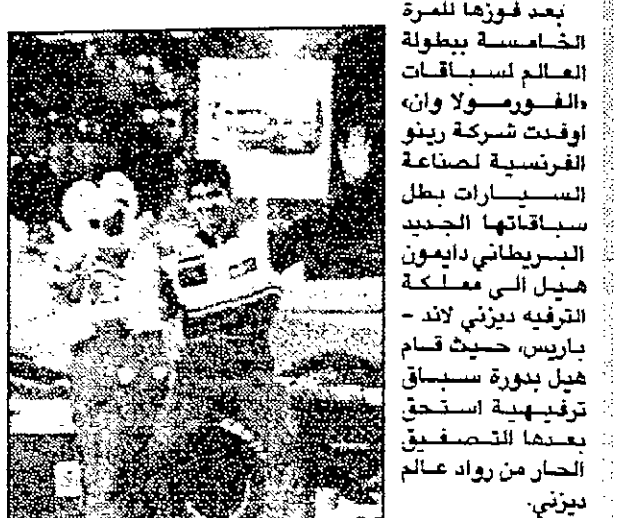 بعد فوزها للمرة
الخامسة ببطولة
العالم لسباقات
«الفورمولا وان»
اوفدت شركة رينو
الفرنسية لصناعة
السيارات بطل
سباقاتها الجديد
البريطاني دايمون
هيل الى مملكة
الترفيه ديزني لاند -
باريس، حيث قام
هيل بدورة سباق
ترفيهية استحق
بعدها التصفيق
الحار من رواد عالم
ديزني.